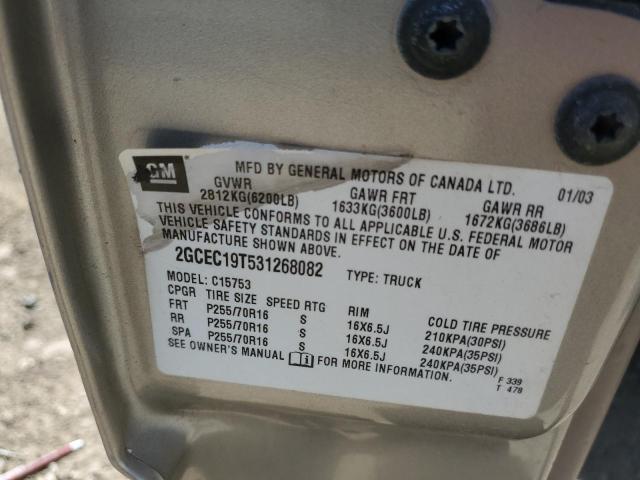 GM
MFD BY GENERAL MOTORS OF CANADA LTD. 01/03
GVWR GAWR FRT GAWR RR
2812KG(6200LB) 1633KG(3600LB) 1672KG(3686LB)
THIS VEHICLE CONFORMS TO ALL APPLICABLE U.S. FEDERAL MOTOR
VEHICLE SAFETY STANDARDS IN EFFECT ON THE DATE OF
MANUFACTURE SHOWN ABOVE.
2GCEC19T531268082 TYPE: TRUCK
MODEL: C15753
CPGR TIRE SIZE SPEED RTG RIM COLD TIRE PRESSURE
FRT P255/70R16 S 16X6.5J 210KPA(30PSI)
RR P255/70R16 S 16X6.5J 240KPA(35PSI)
SPA P255/70R16 S 16X6.5J 240KPA(35PSI)
SEE OWNER'S MANUAL i FOR MORE INFORMATION.
F 339
T 478